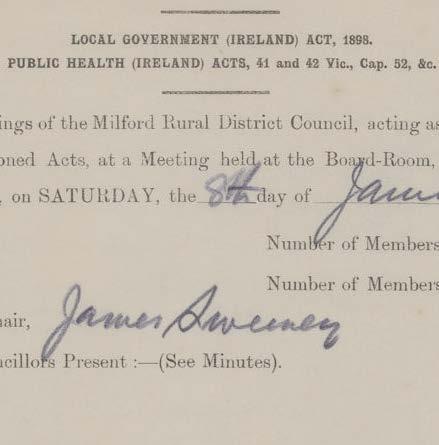 LOCAL GOVERNMENT (IRELAND) ACT, 1898.
PUBLIC HEALTH (IRELAND) ACTS, 41 and 42 Vic., Cap. 52, &c.
ings of the Milford Rural District Council, acting as
oned Acts, at a Meeting held at the Board-Room,
, on SATURDAY, the 8th day of Janu
Number of Members
Number of Members
air, James Sweeney
ncillors Present :—(See Minutes).